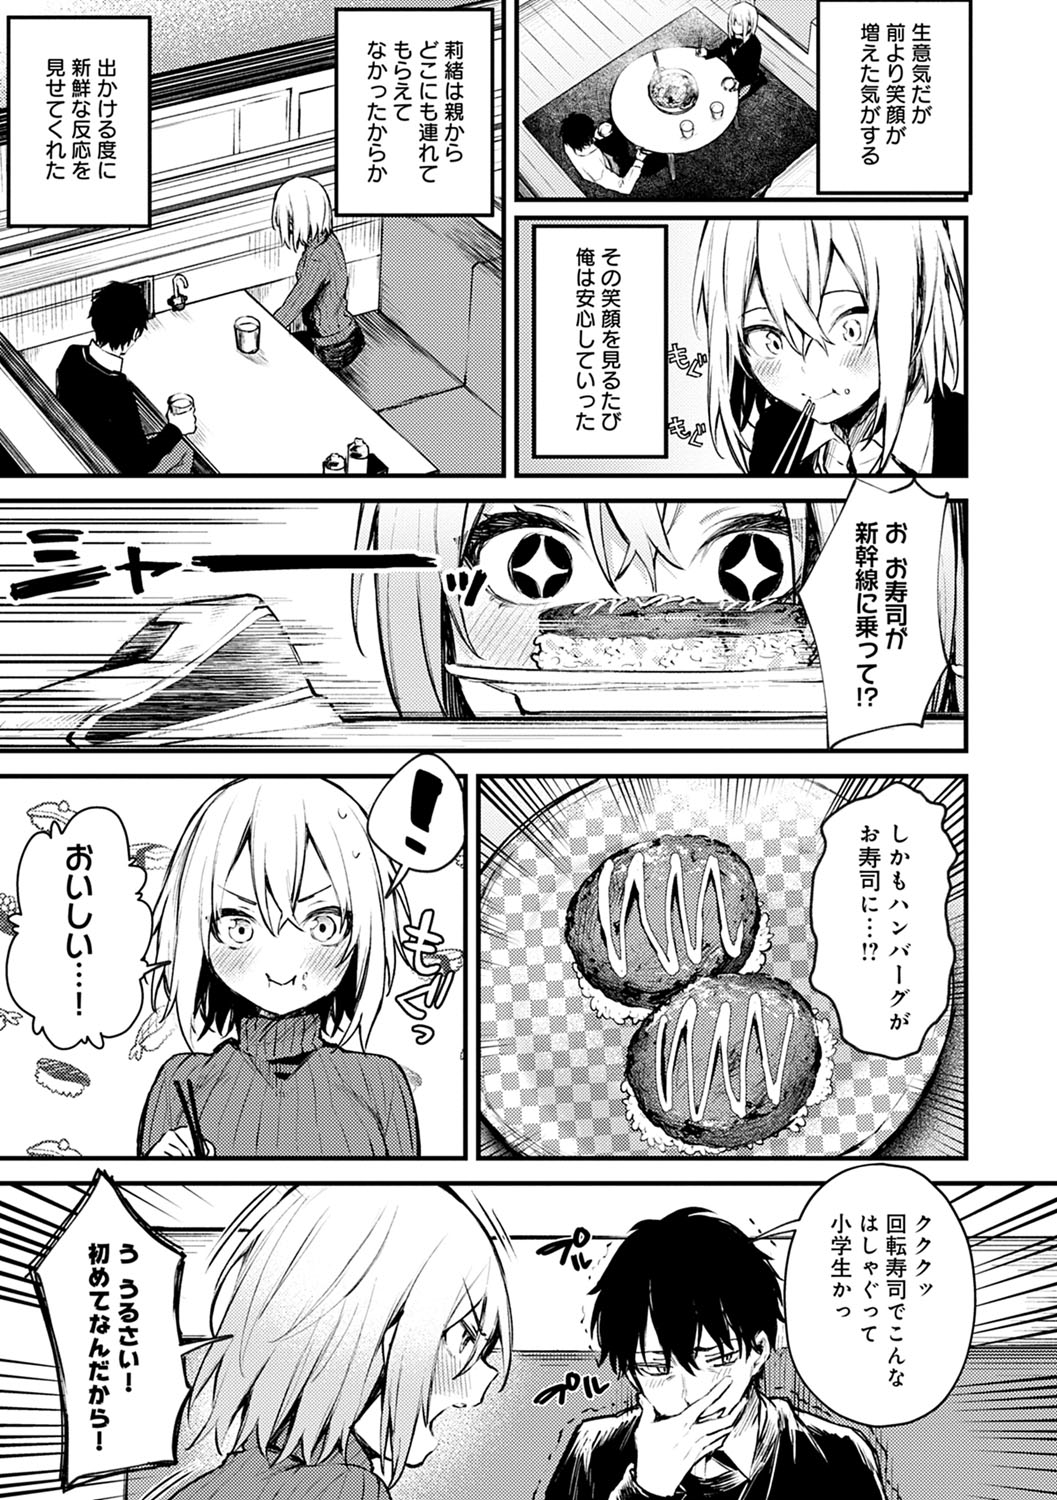 生意気だが
前より笑顔が
増えた気がする
その笑顔を見るたび
俺は安心していった
もぐ
もぐ
莉緒は親から
どこにも連れて
もらえて
なかったからか
出かける度に
新鮮な反応を
見せてくれた
お お寿司が
新幹線に乗って!?
ミャーーッ
しかもハンバーグが
お寿司に…!?
!
もぐもぐっ
おいしい…!
クククッ
回転寿司でこんな
はしゃぐって
小学生かっ
プル
プル
う うるさい!
初めてなんだから!